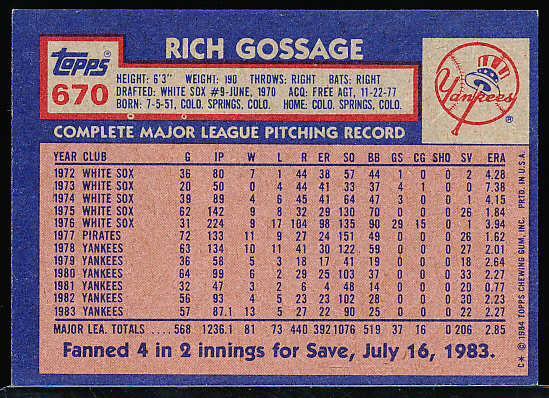 RICH GOSSAGE
topps
670
HEIGHT: 6'3" WEIGHT: 190 THROWS: RIGHT BATS: RIGHT
DRAFTED: WHITE SOX #9-JUNE, 1970 ACQ: FREE AGT, 11-22-77
BORN: 7-5-51, COLO. SPRINGS, COLO. HOME: COLO. SPRINGS, COLO.
Yankees
®
COMPLETE MAJOR LEAGUE PITCHING RECORD
YEAR CLUB G IP W L R ER SO BB GS CG SHO SV ERA
1972 WHITE SOX 36 80 7 1 44 38 57 44 1 0 0 2 4.28
1973 WHITE SOX 20 50 0 4 44 41 33 37 4 1 0 0 7.38
1974 WHITE SOX 39 89 4 6 45 41 64 47 3 0 0 1 4.15
1975 WHITE SOX 62 142 9 8 32 29 130 70 0 0 0 26 1.84
1976 WHITE SOX 31 224 9 17 104 98 135 90 29 15 0 1 3.94
1977 PIRATES 72 133 11 9 27 24 151 49 0 0 0 26 1.62
1978 YANKEES 63 134 10 11 41 30 122 59 0 0 0 27 2.01
1979 YANKEES 36 58 5 3 18 17 41 19 0 0 0 18 2.64
1980 YANKEES 64 99 6 2 29 25 103 37 0 0 0 33 2.27
1981 YANKEES 32 47 3 2 6 4 48 14 0 0 0 20 0.77
1982 YANKEES 56 93 4 5 23 23 102 28 0 0 0 30 2.23
1983 YANKEES 57 87.1 13 5 27 22 90 25 0 0 0 22 2.27
MAJOR LEA. TOTALS ..... 568 1236.1 81 73 440 392 1076 519 37 16 0 206 2.85
Fanned 4 in 2 innings for Save, July 16, 1983.
C* © 1984 TOPPS CHEWING GUM, INC. PRTD. IN U.S.A.